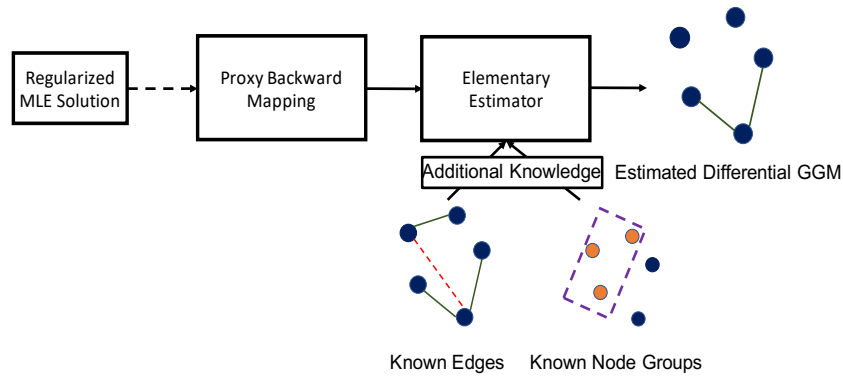 Regularized
MLE Solution
Proxy Backward
Mapping
Elementary
Estimator
Additional Knowledge
Estimated Differential GGM
Known Edges
Known Node Groups